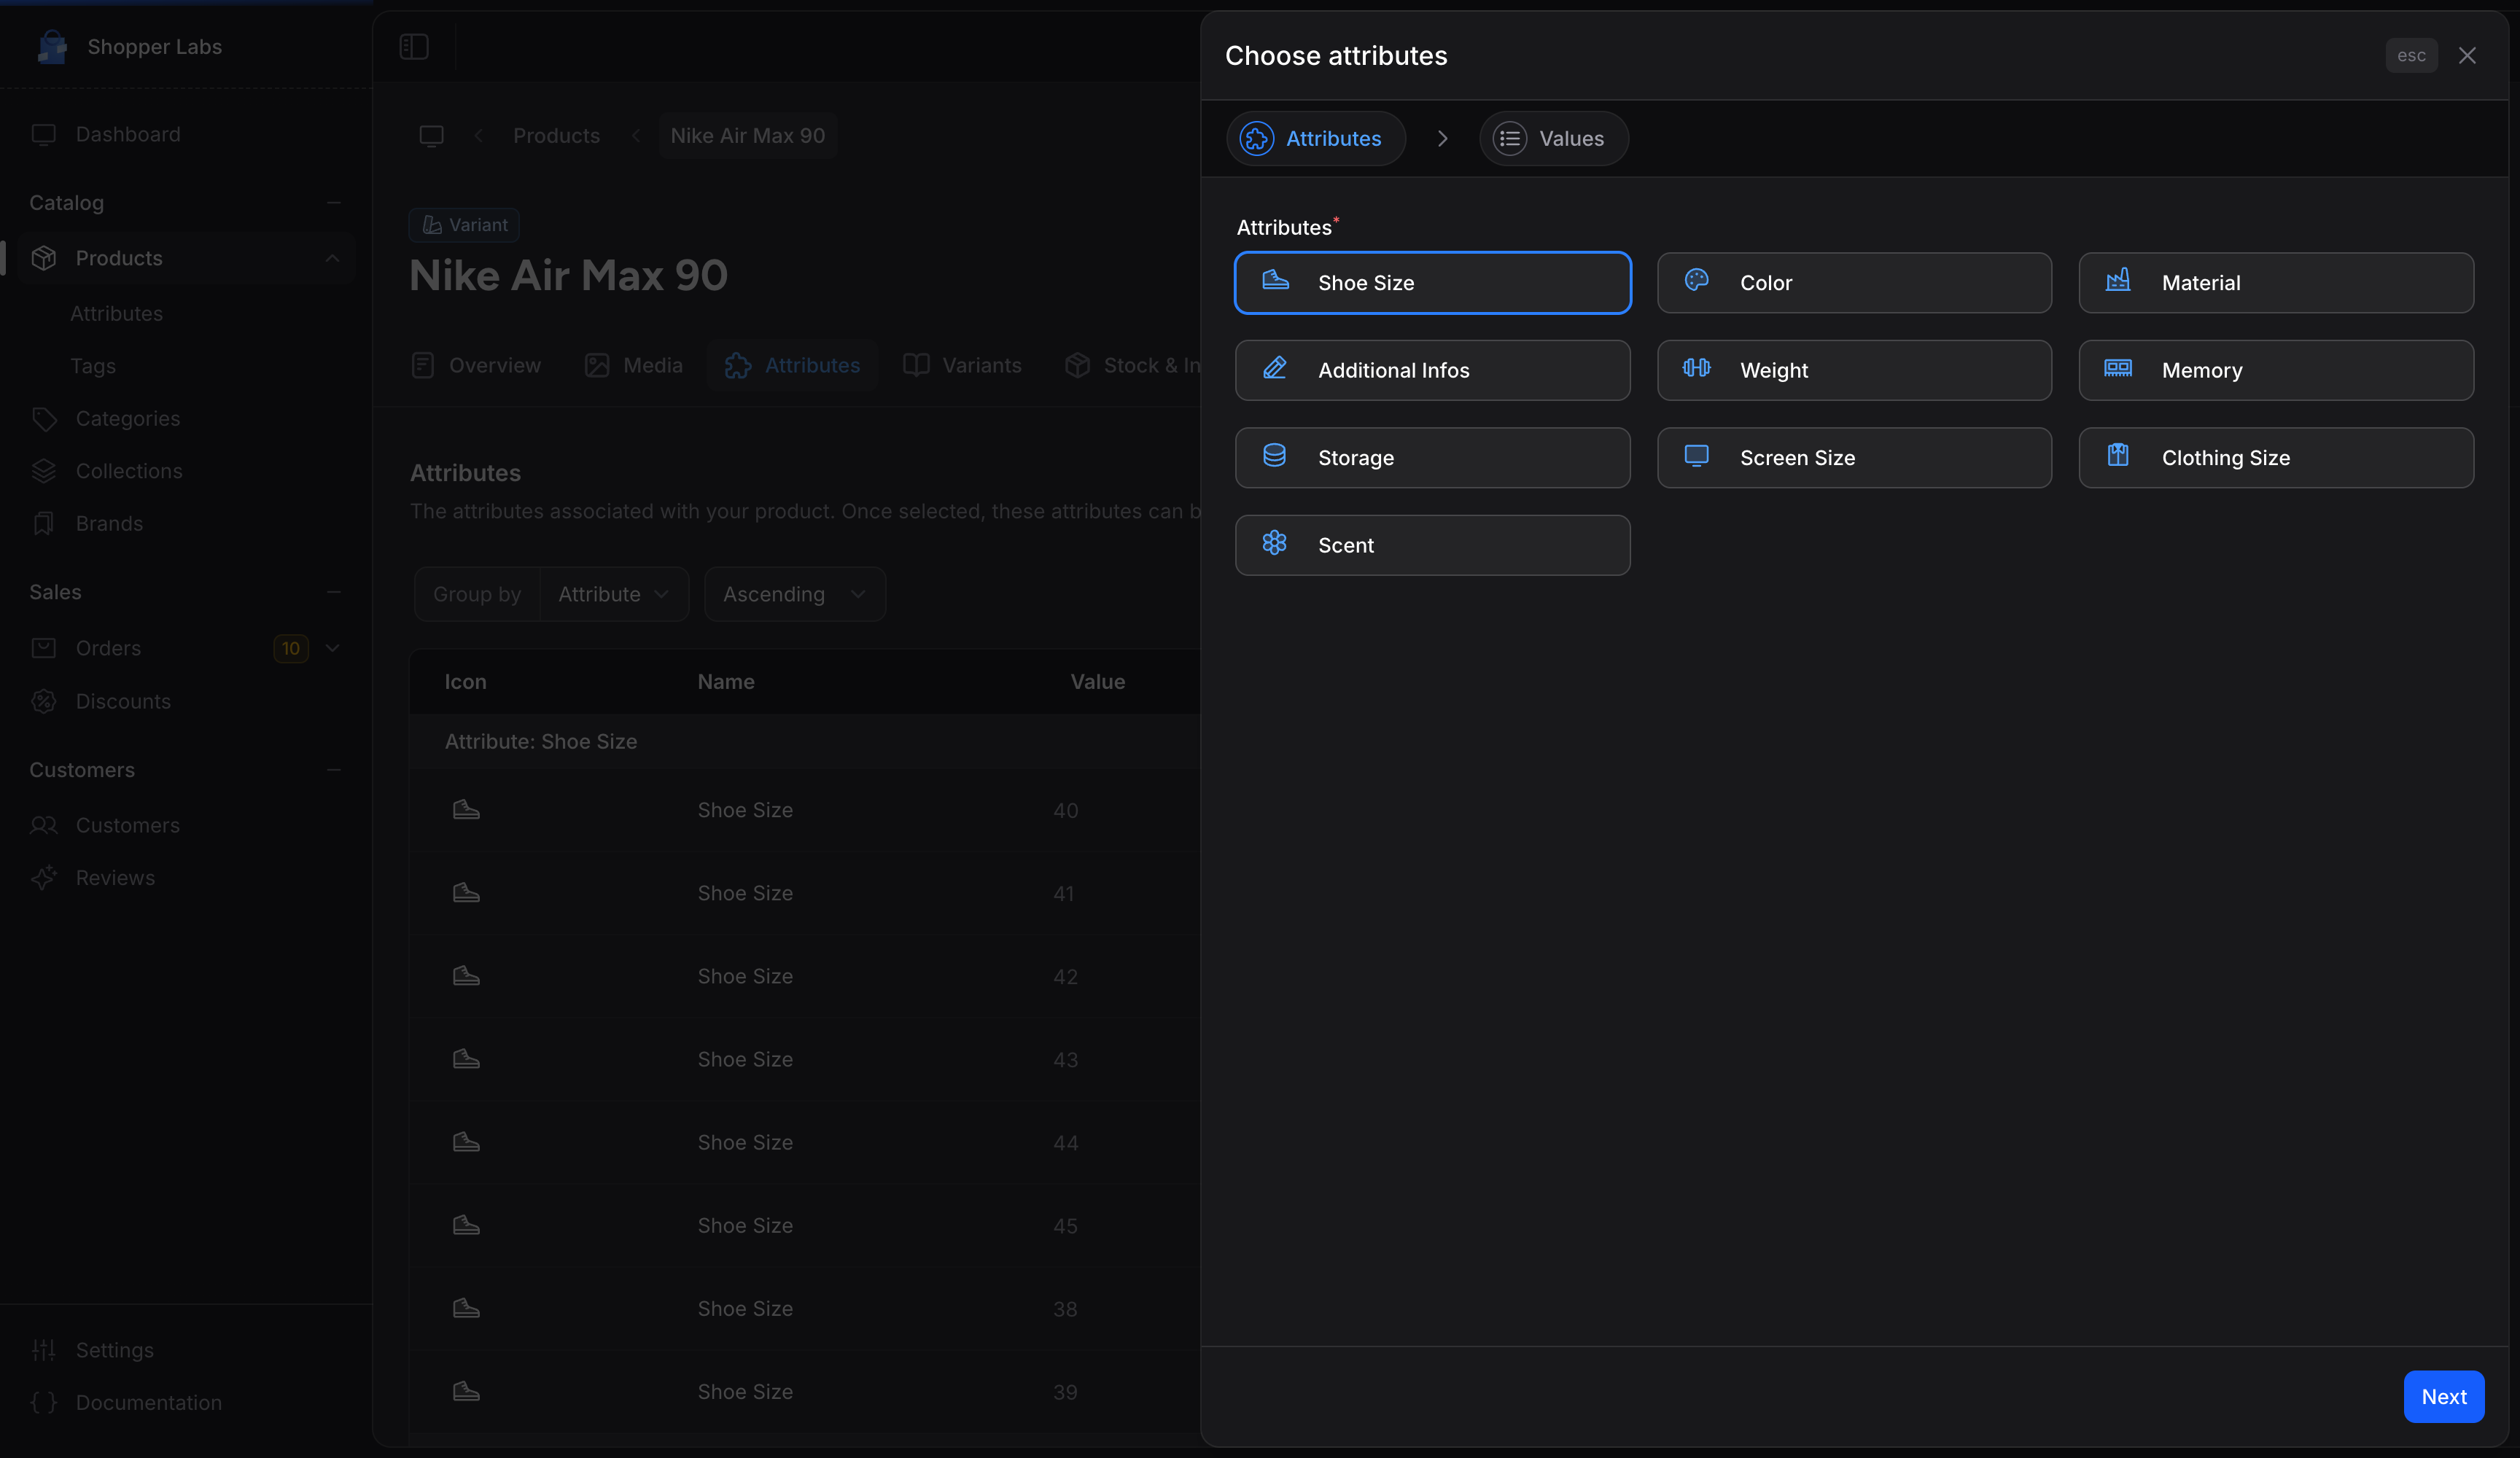 Shopper Labs
Dashboard
Catalog
Products
Attributes
Tags
Categories
Collections
Brands
Sales
Orders
10
Discounts
Customers
Customers
Reviews
Settings
Documentation
Products
Nike Air Max 90
Variant
Nike Air Max 90
Overview
Media
Attributes
Variants
Stock & In
Attributes
The attributes associated with your product. Once selected, these attributes can b
Group by
Attribute
Ascending
Icon
Name
Value
Attribute: Shoe Size
Shoe Size
40
Shoe Size
41
Shoe Size
42
Shoe Size
43
Shoe Size
44
Shoe Size
45
Shoe Size
38
Shoe Size
39
Choose attributes
esc
Attributes
Values
Attributes*
Shoe Size
Color
Material
Additional Infos
Weight
Memory
Storage
Screen Size
Clothing Size
Scent
Next